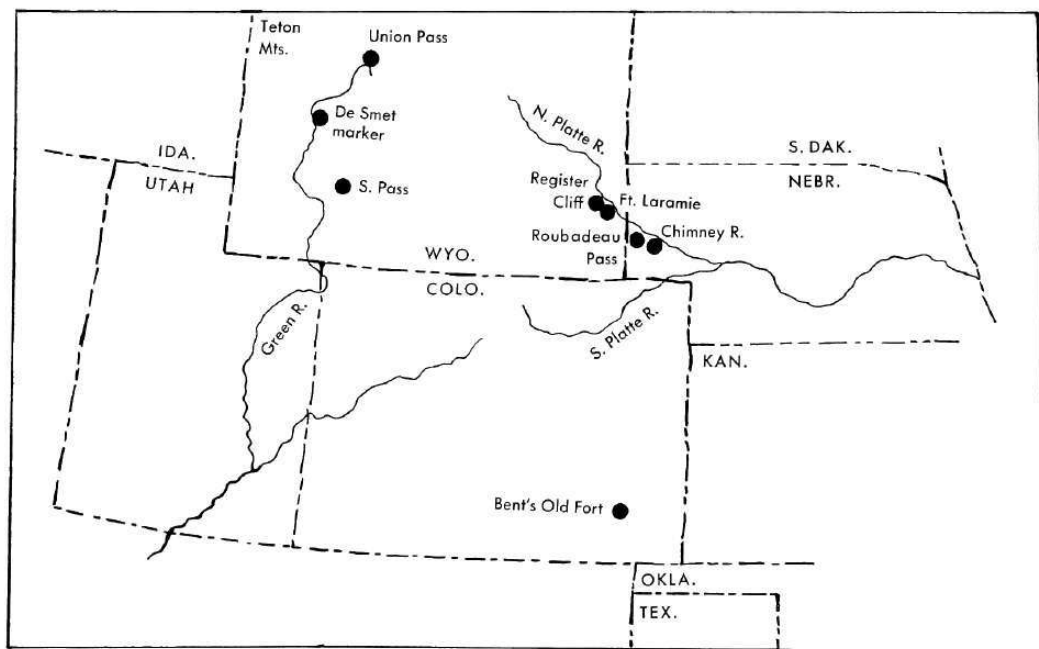 Teton
Mts.
Union Pass
De Smet
marker
N. Platte R.
IDA.
UTAH
S. DAK.
NEBR.
S. Pass
Register
Cliff
Ft. Laramie
Roubadeau
Pass
Chimney R.
WYO.
COLO.
Green R.
S. Platte R.
KAN.
Bent's Old Fort
OKLA.
TEX.